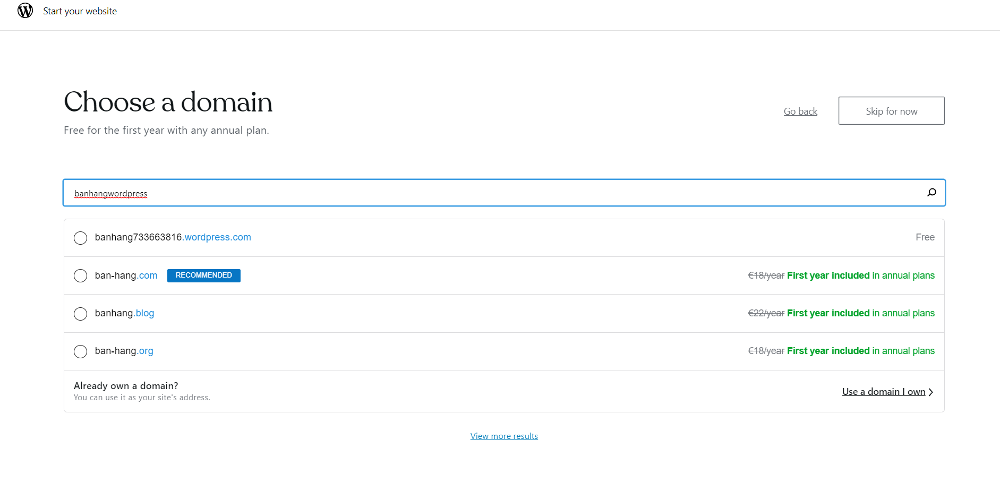 Start your website
Choose a domain
Free for the first year with any annual plan.
Go back
Skip for now
banhangwordpress
banhang733663816.wordpress.com Free
ban-hang.com RECOMMENDED €18/year First year included in annual plans
banhang.blog €22/year First year included in annual plans
ban-hang.org €18/year First year included in annual plans
Already own a domain?
You can use it as your site's address.
Use a domain I own
View more results